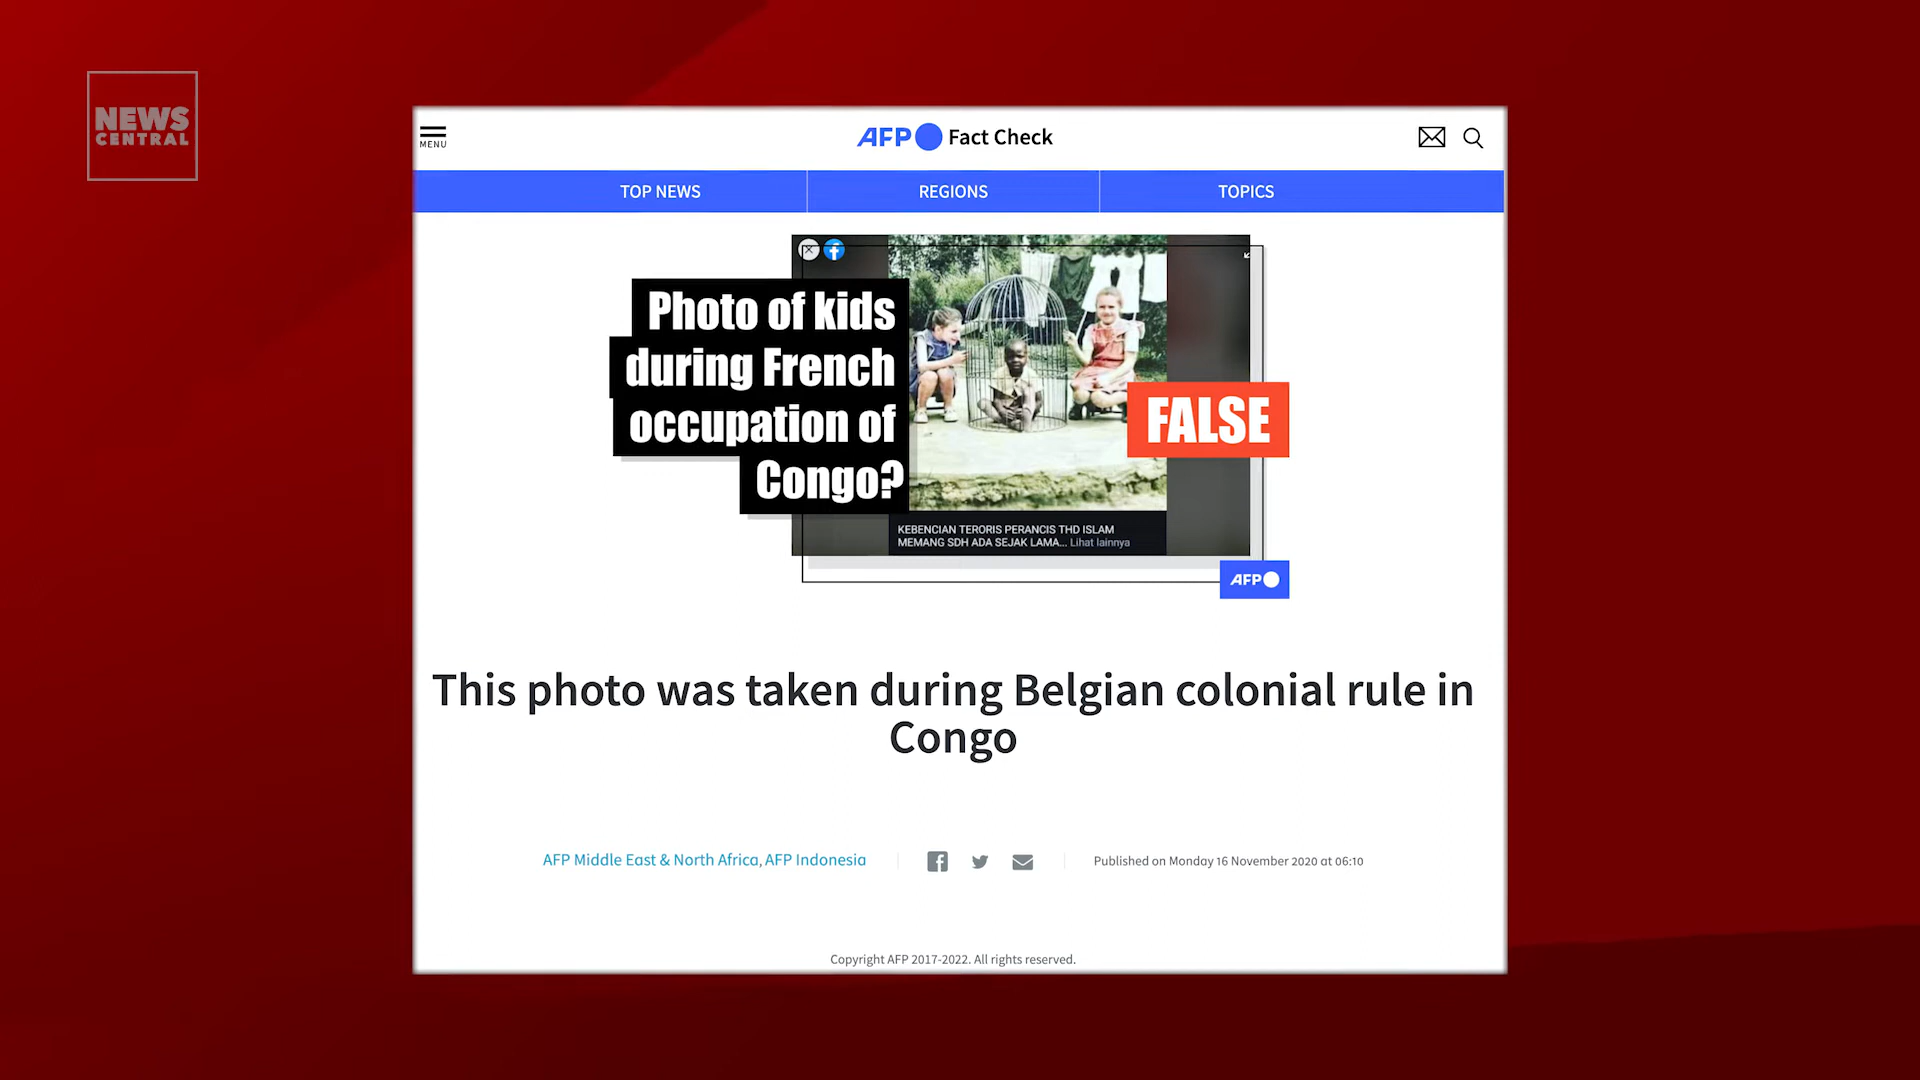 NEWS
CENTRAL
MENU
AFP Fact Check
TOP NEWS
REGIONS
TOPICS
Photo of kids
during French
occupation of
Congo?
FALSE
KEBENCIAN TERORIS PERANCIS THD ISLAM
MEMANG SDH ADA SEJAK LAMA... Lihat lainnya
AFP
This photo was taken during Belgian colonial rule in
Congo
AFP Middle East & North Africa, AFP Indonesia
Published on Monday 16 November 2020 at 06:10
Copyright AFP 2017-2022. All rights reserved.